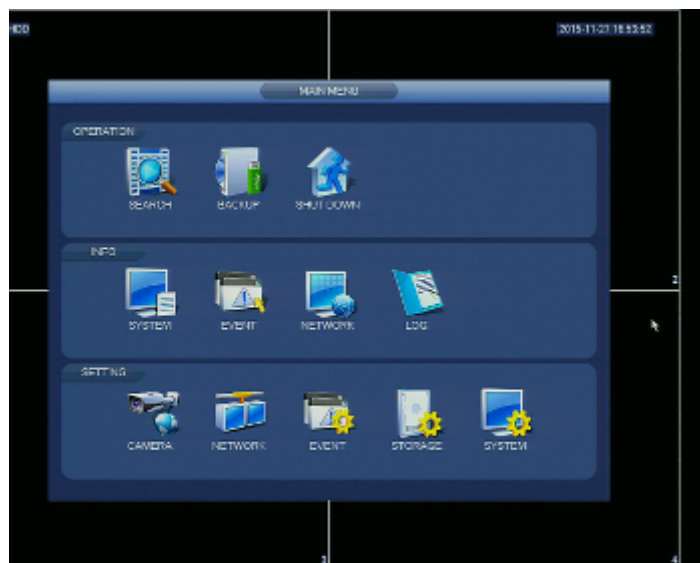 HDD
2015-11-27 16:53:52
MAIN MENU
OPERATION
SEARCH BACKUP SHUT DOWN
INFO
2
SYSTEM EVENT NETWORK LOG
SETTING
CAMERA NETWORK EVENT STORAGE SYSTEM
3 4